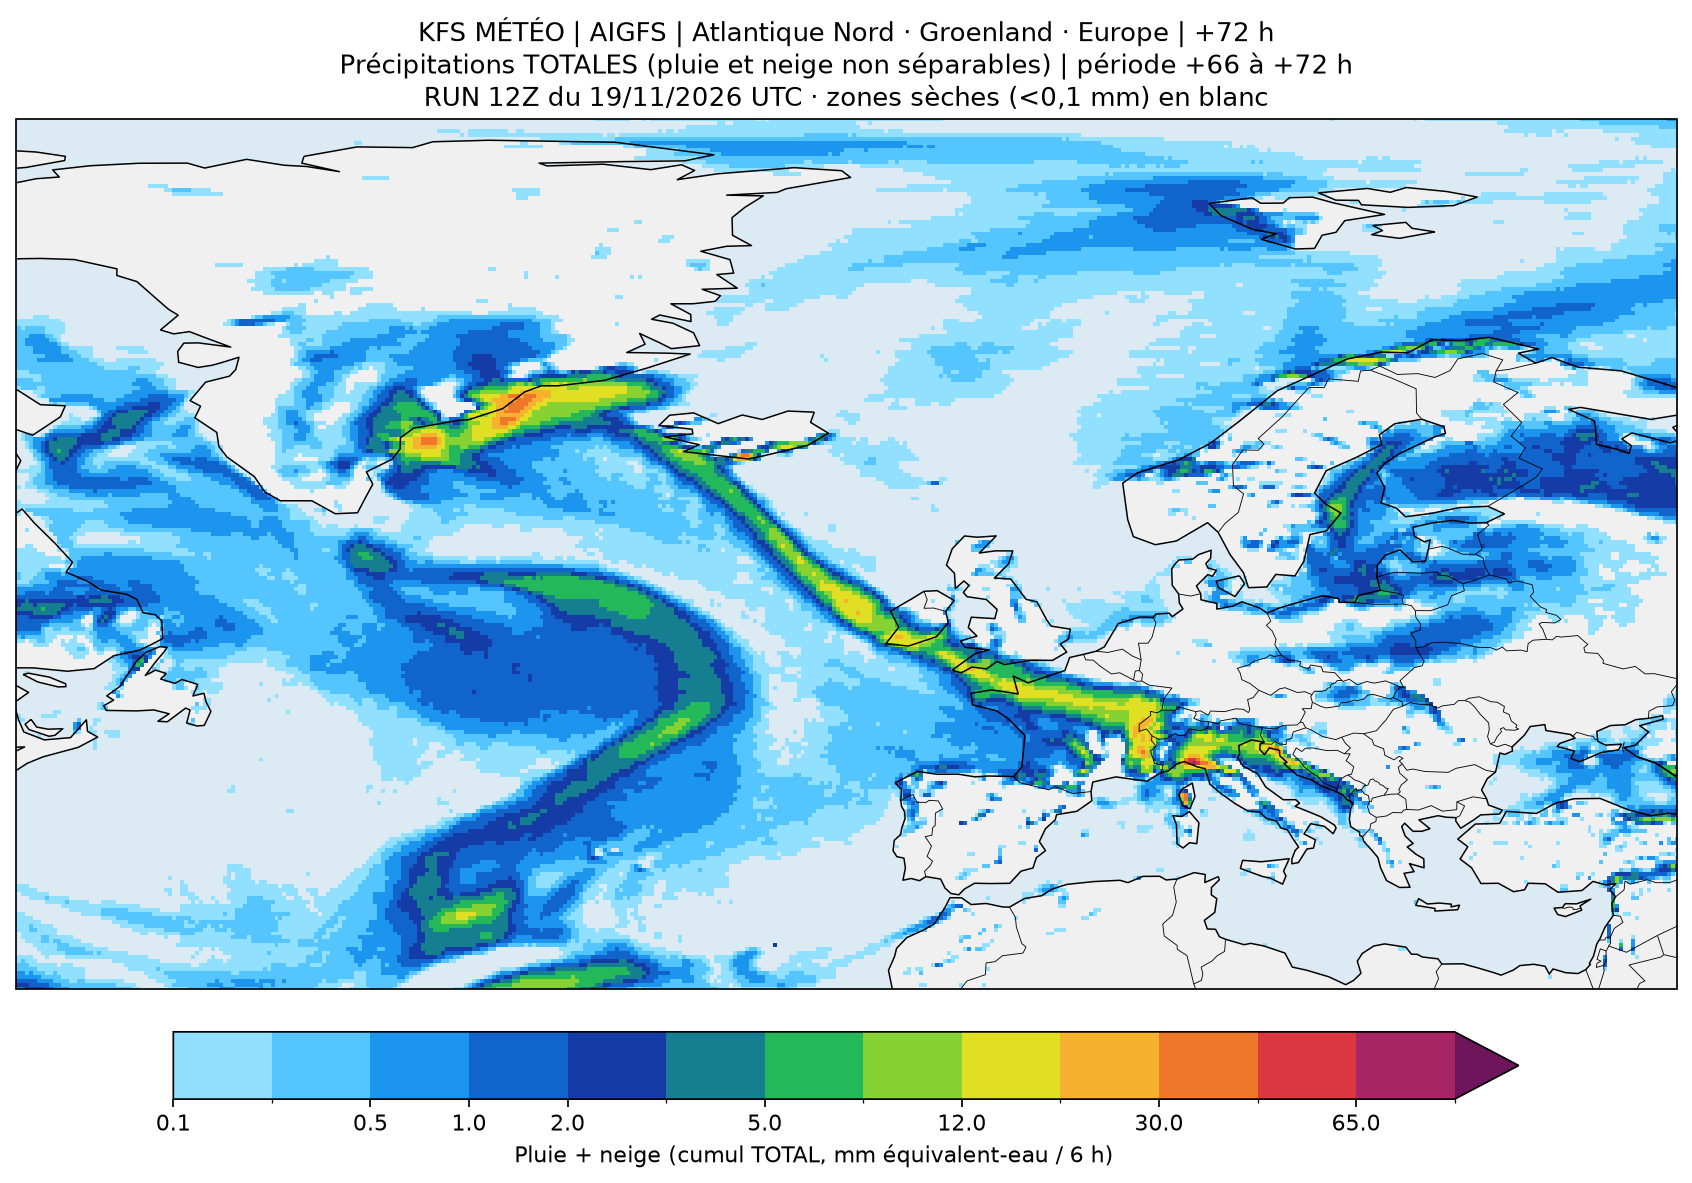 KFS MÉTÉO | AIGFS | Atlantique Nord · Groenland · Europe | +72 h
Précipitations TOTALES (pluie et neige non séparables) | période +66 à +72 h
RUN 12Z du 19/11/2026 UTC · zones sèches (<0,1 mm) en blanc
0.1 0.5 1.0 2.0 5.0 12.0 30.0 65.0
Pluie + neige (cumul TOTAL, mm équivalent-eau / 6 h)